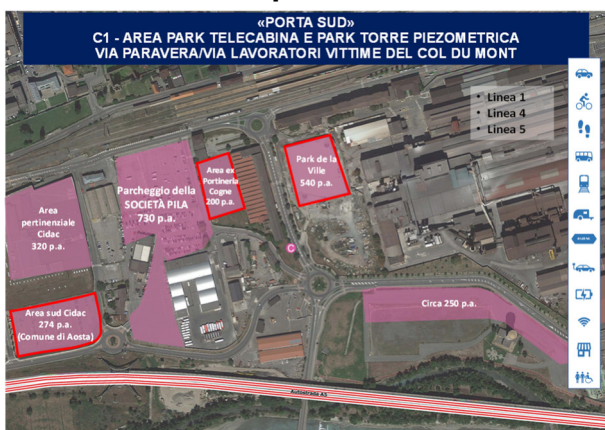 «PORTA SUD»
C1 - AREA PARK TELECABINA E PARK TORRE PIEZOMETRICA
VIA PARAVERA/VIA LAVORATORI VITTIME DEL COL DU MONT
• Linea 1
• Linea 4
• Linea 5
Park de la
Ville
540 p.a.
Area ex
Portineria
Cogne
200 p.a.
Parcheggio della
SOCIETÀ PILA
730 p.a.
Area
pertinenziale
Cidac
320 p.a.
C
Area sud Cidac
274 p.a.
(Comune di Aosta)
Circa 250 p.a.
Autostrada A5